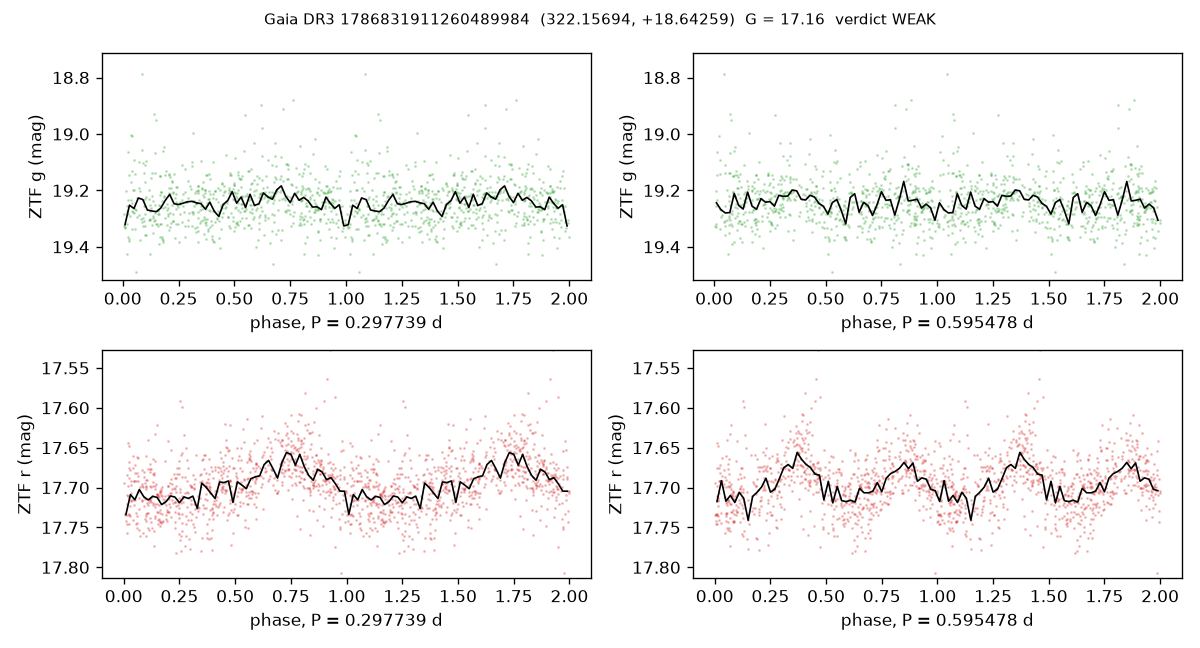 Gaia DR3 1786831911260489984  (322.15694, +18.64259)  G = 17.16  verdict WEAK
ZTF g (mag)
18.8
19.0
19.2
19.4
0.00 0.25 0.50 0.75 1.00 1.25 1.50 1.75 2.00
phase, P = 0.297739 d
ZTF g (mag)
18.8
19.0
19.2
19.4
0.00 0.25 0.50 0.75 1.00 1.25 1.50 1.75 2.00
phase, P = 0.595478 d
ZTF r (mag)
17.55
17.60
17.65
17.70
17.75
17.80
0.00 0.25 0.50 0.75 1.00 1.25 1.50 1.75 2.00
phase, P = 0.297739 d
ZTF r (mag)
17.55
17.60
17.65
17.70
17.75
17.80
0.00 0.25 0.50 0.75 1.00 1.25 1.50 1.75 2.00
phase, P = 0.595478 d